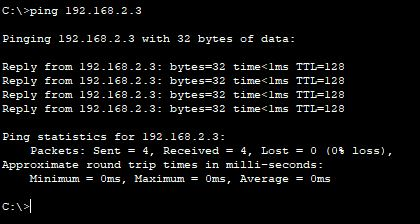 C:\>ping 192.168.2.3
Pinging 192.168.2.3 with 32 bytes of data:
Reply from 192.168.2.3: bytes=32 time<1ms TTL=128
Reply from 192.168.2.3: bytes=32 time<1ms TTL=128
Reply from 192.168.2.3: bytes=32 time<1ms TTL=128
Reply from 192.168.2.3: bytes=32 time<1ms TTL=128
Ping statistics for 192.168.2.3:
Packets: Sent = 4, Received = 4, Lost = 0 (0% loss),
Approximate round trip times in milli-seconds:
Minimum = 0ms, Maximum = 0ms, Average = 0ms
C:\>